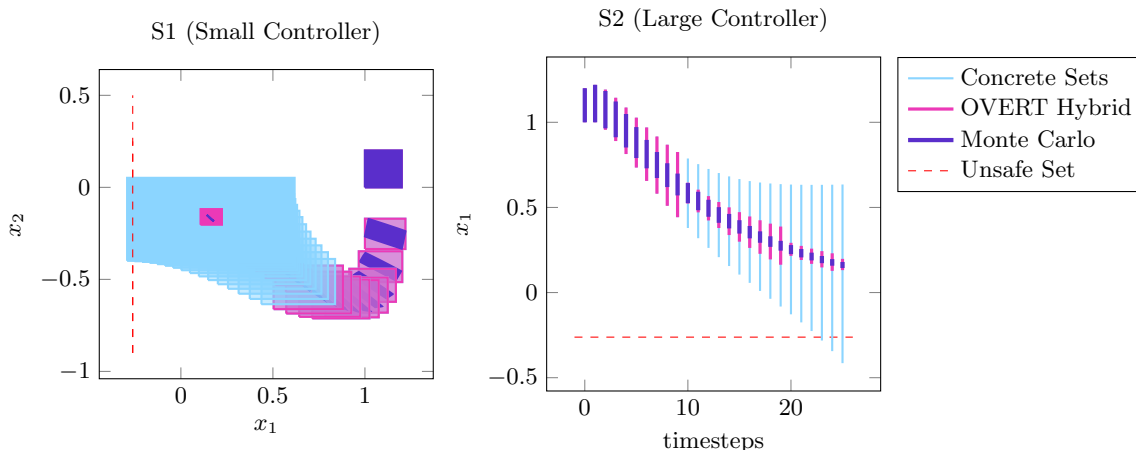 S1 (Small Controller)
0.5
0
−0.5
−1
0
0.5
1
x₁
x₂
S2 (Large Controller)
1
0.5
0
−0.5
0
10
20
timesteps
x₁
Concrete Sets
OVERT Hybrid
Monte Carlo
Unsafe Set